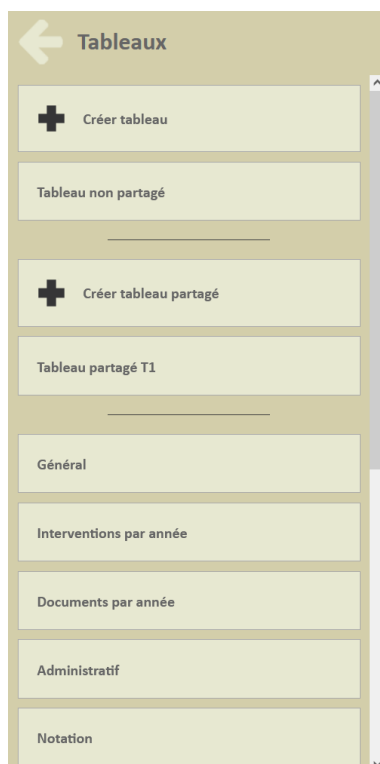 Tableaux
Créer tableau
Tableau non partagé
Créer tableau partagé
Tableau partagé T1
Général
Interventions par année
Documents par année
Administratif
Notation